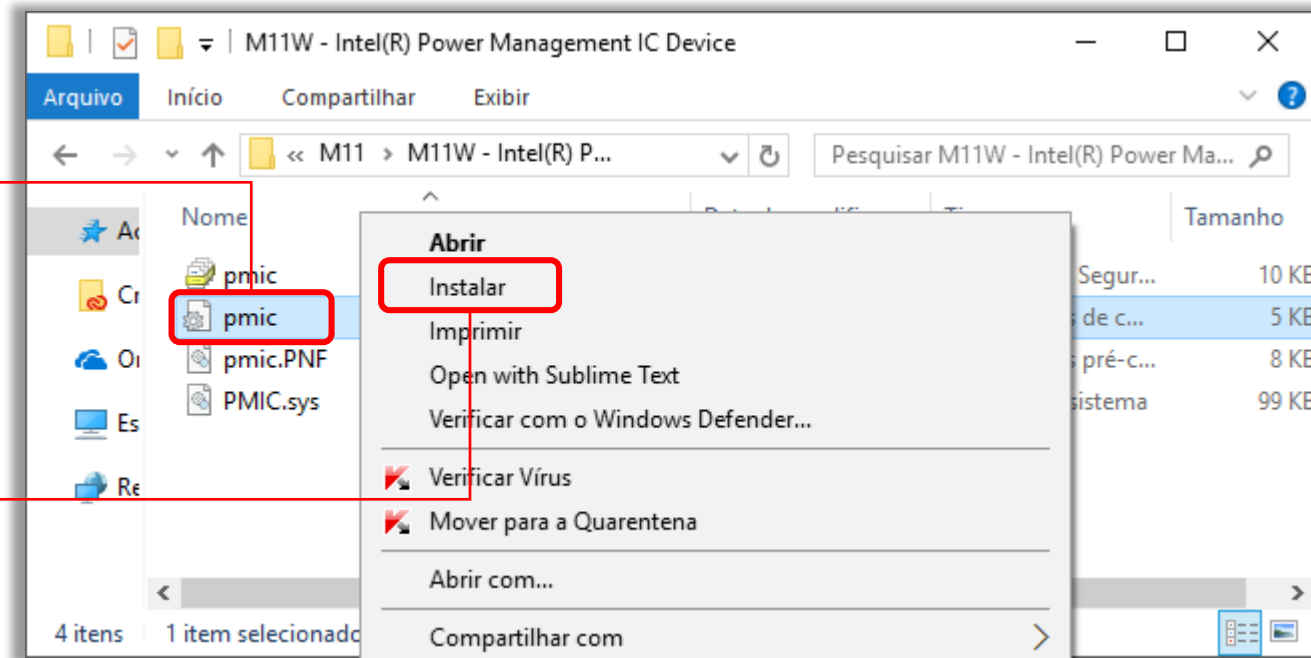 M11W - Intel(R) Power Management IC Device
Arquivo Início Compartilhar Exibir
« M11 > M11W - Intel(R) P... Pesquisar M11W - Intel(R) Power Ma...
Nome Tamanho
pmic Segur... 10 KB
pmic de c... 5 KB
pmic.PNF pré-c... 8 KB
PMIC.sys sistema 99 KB
Es
Re
Abrir
Instalar
Imprimir
Open with Sublime Text
Verificar com o Windows Defender...
Verificar Vírus
Mover para a Quarentena
Abrir com...
Compartilhar com
4 itens 1 item selecionado